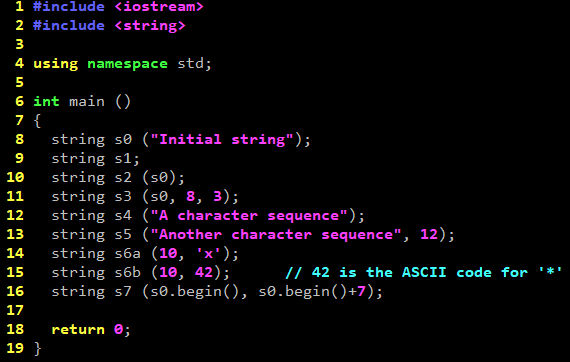 1 #include <iostream>
2 #include <string>
3
4 using namespace std;
5
6 int main ()
7 {
8   string s0 ("Initial string");
9   string s1;
10   string s2 (s0);
11   string s3 (s0, 8, 3);
12   string s4 ("A character sequence");
13   string s5 ("Another character sequence", 12);
14   string s6a (10, 'x');
15   string s6b (10, 42);      // 42 is the ASCII code for '*'
16   string s7 (s0.begin(), s0.begin()+7);
17
18   return 0;
19 }